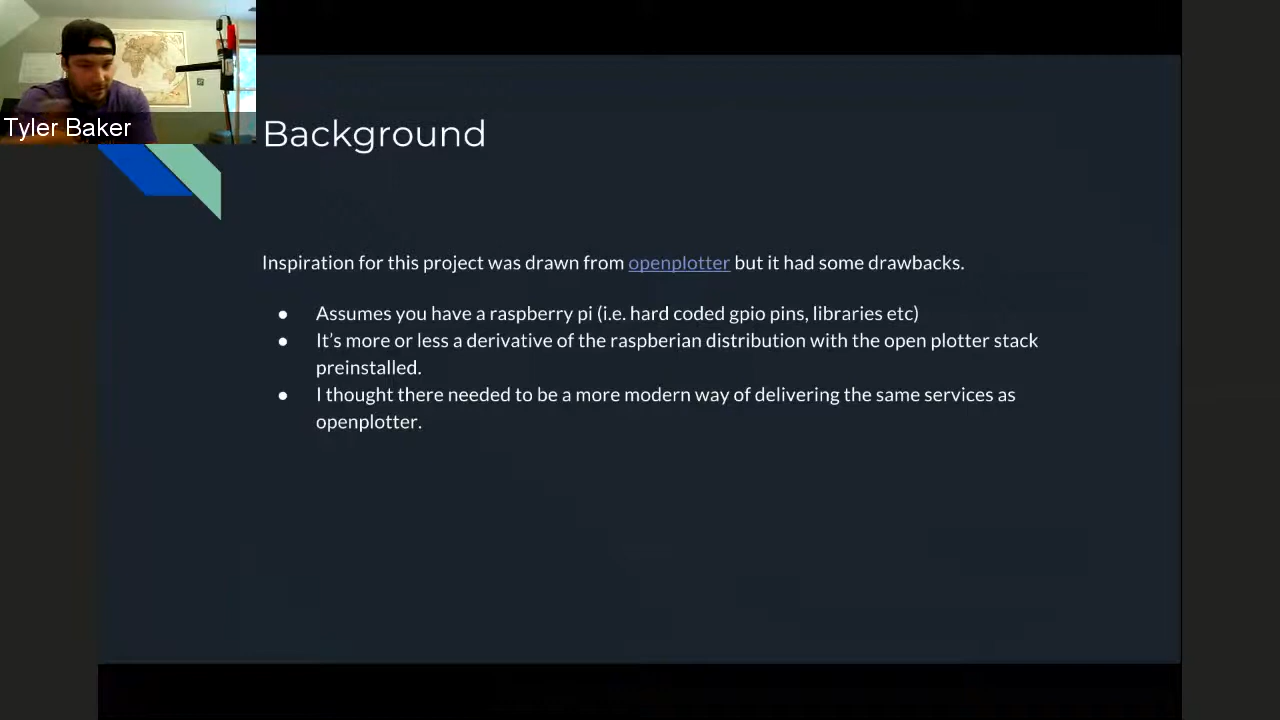 Tyler Baker
Background
Inspiration for this project was drawn from openplotter but it had some drawbacks.
● Assumes you have a raspberry pi (i.e. hard coded gpio pins, libraries etc)
● It’s more or less a derivative of the raspberian distribution with the open plotter stack
preinstalled.
● I thought there needed to be a more modern way of delivering the same services as
openplotter.